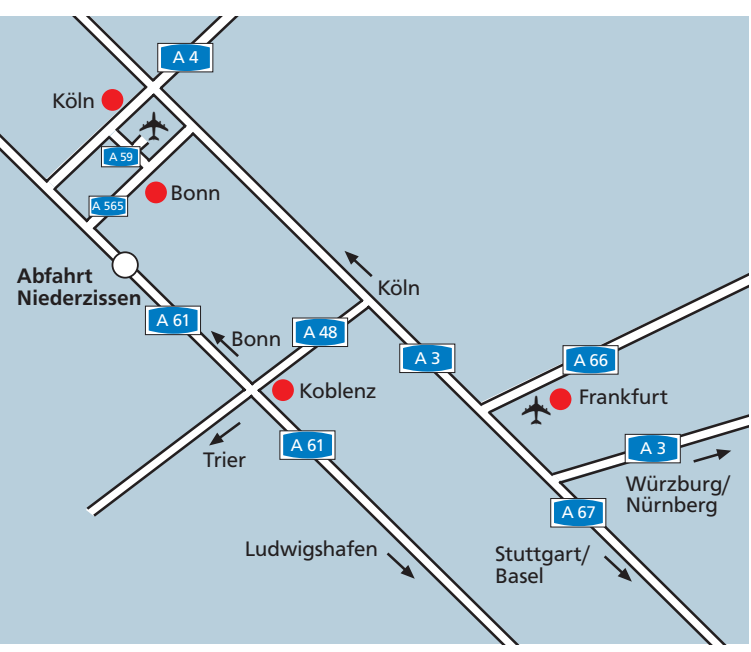 A 4
Köln
A 59
Bonn
A 565
Abfahrt
Niederzissen
Köln
A 61
A 48
Bonn
A 3
A 66
Koblenz
Frankfurt
A 61
A 3
Trier
Würzburg/
Nürnberg
A 67
Ludwigshafen
Stuttgart/
Basel